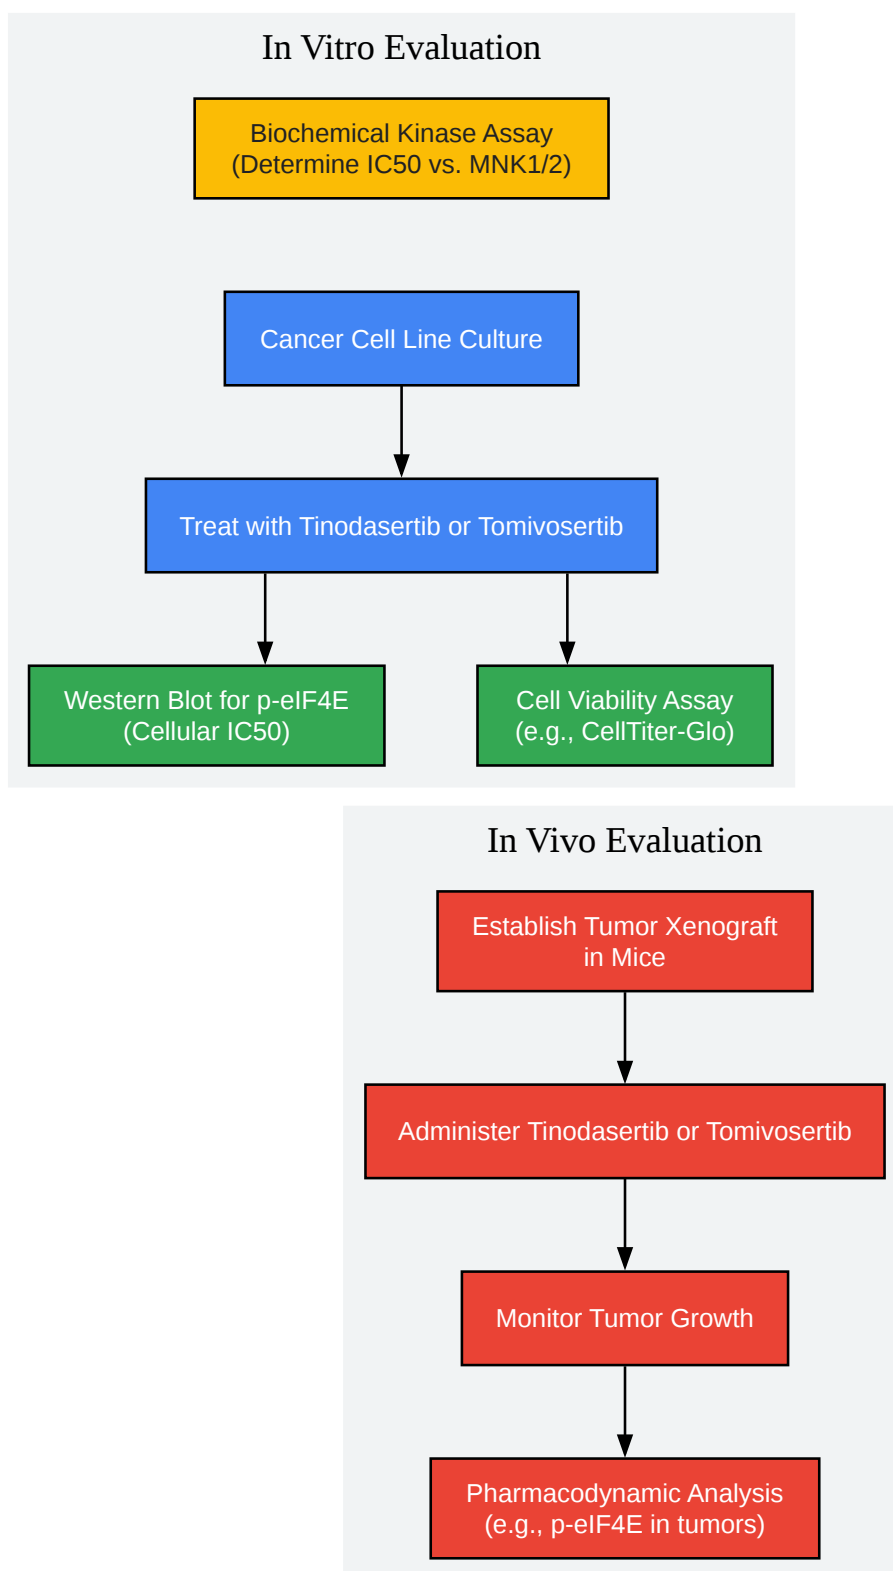 In Vitro Evaluation
Biochemical Kinase Assay
(Determine IC50 vs. MNK1/2)
Cancer Cell Line Culture
Treat with Tinodasertib or Tomivosertib
Western Blot for p-eIF4E
(Cellular IC50)
Cell Viability Assay
(e.g., CellTiter-Glo)
In Vivo Evaluation
Establish Tumor Xenograft
in Mice
Administer Tinodasertib or Tomivosertib
Monitor Tumor Growth
Pharmacodynamic Analysis
(e.g., p-eIF4E in tumors)